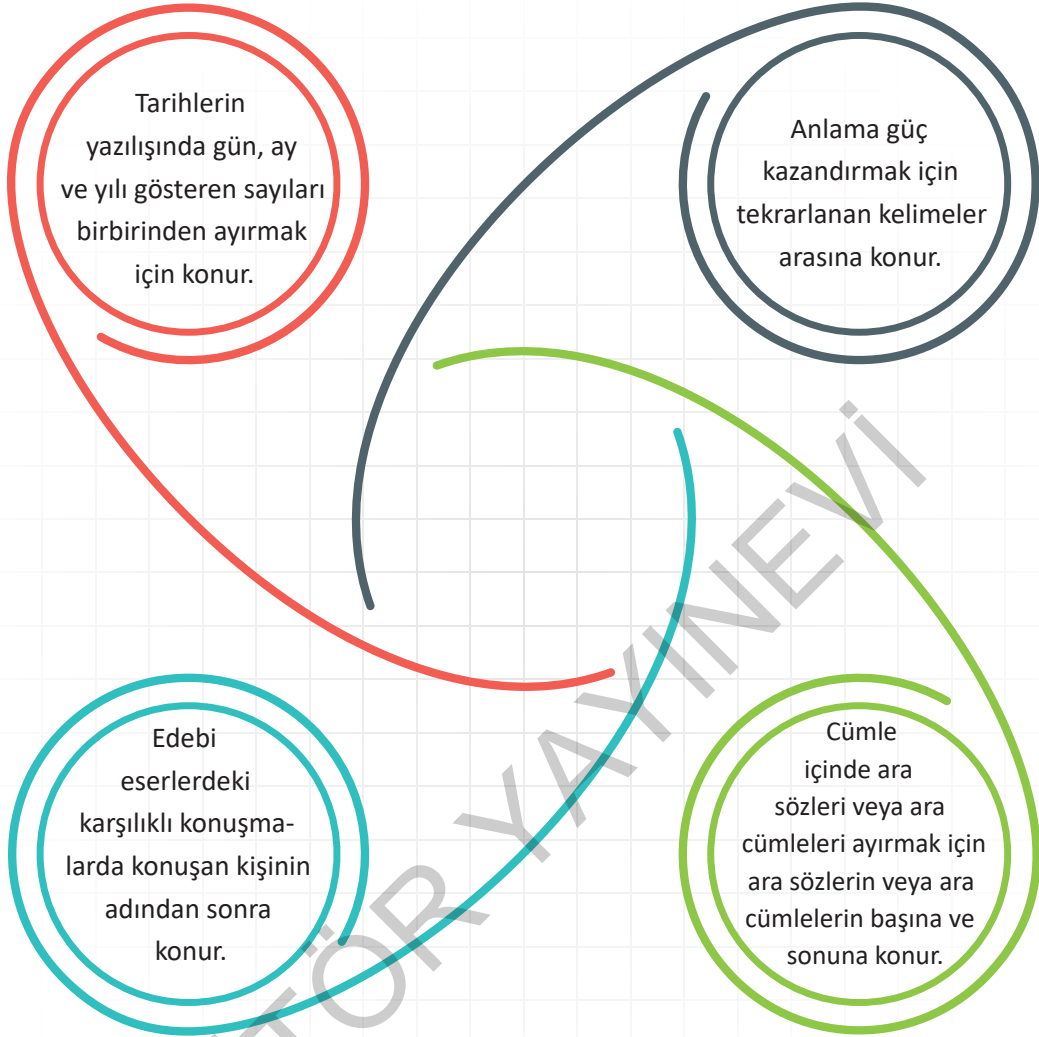 Tarihlerin
yazılışında gün, ay
ve yılı gösteren sayıları
birbirinden ayırmak
için konur.
Anlama güç
kazandırmak için
tekrarlanan kelimeler
arasına konur.
Edebi
eserlerdeki
karşılıklı konuşma-
larda konuşan kişinin
adından sonra
konur.
Cümle
içinde ara
sözleri veya ara
cümleleri ayırmak için
ara sözlerin veya ara
cümlelerin başına ve
sonuna konur.
YAYINEVİ